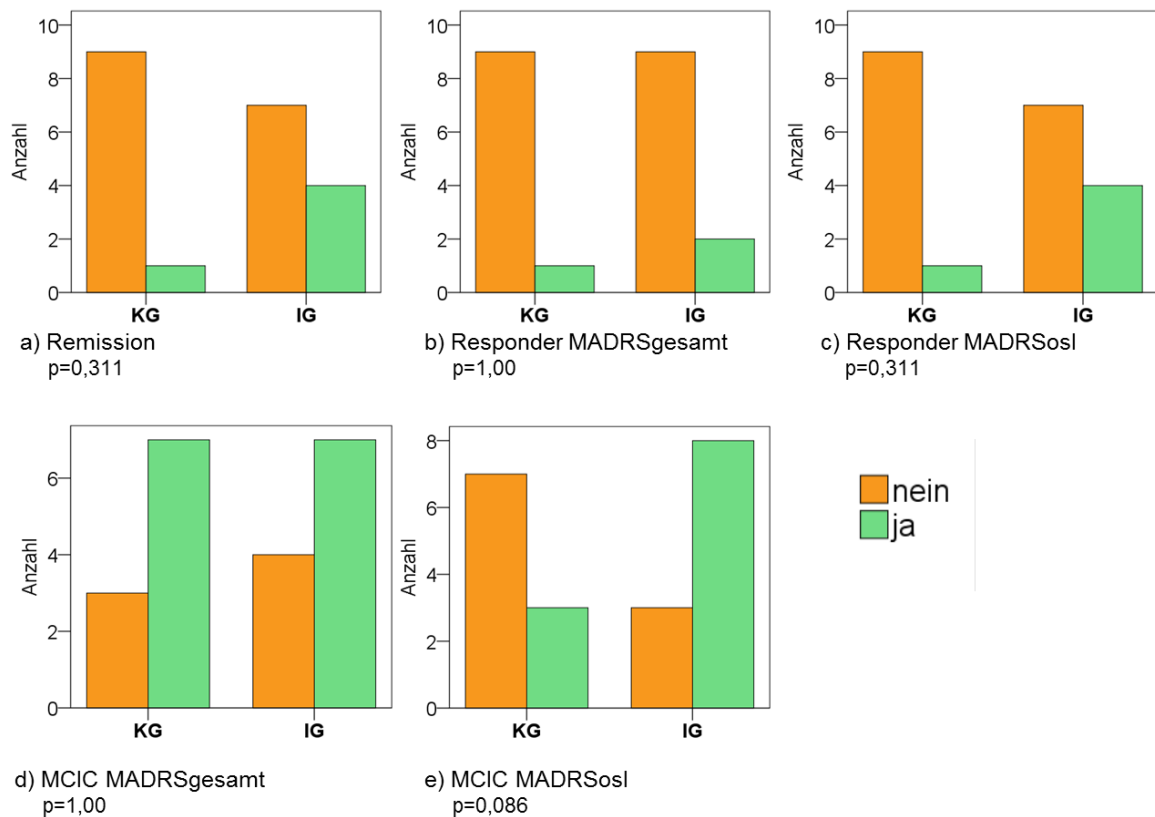 10
8
6
4
2
0
Anzahl
KG IG
a) Remission
p=0,311
10
8
6
4
2
0
Anzahl
KG IG
b) Responder MADRSgesamt
p=1,00
10
8
6
4
2
0
Anzahl
KG IG
c) Responder MADRSosl
p=0,311
6
4
2
0
Anzahl
KG IG
d) MCIC MADRSgesamt
p=1,00
8
6
4
2
0
Anzahl
KG IG
e) MCIC MADRSosl
p=0,086
nein
ja